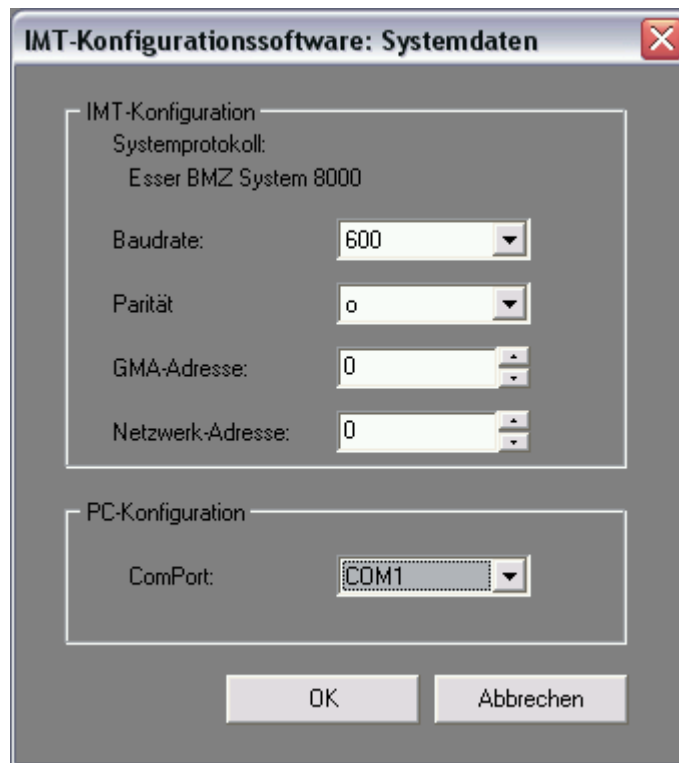 IMT-Konfigurationssoftware: Systemdaten
IMT-Konfiguration
Systemprotokoll:
Esser BMZ System 8000
Baudrate: 600
Parität o
GMA-Adresse: 0
Netzwerk-Adresse: 0
PC-Konfiguration
ComPort: COM1
OK Abbrechen